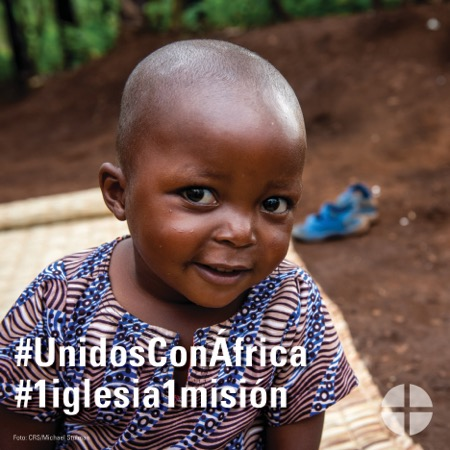 #UnidosConAfrica
#1iglesia1misión
Foto: CRS/Michael